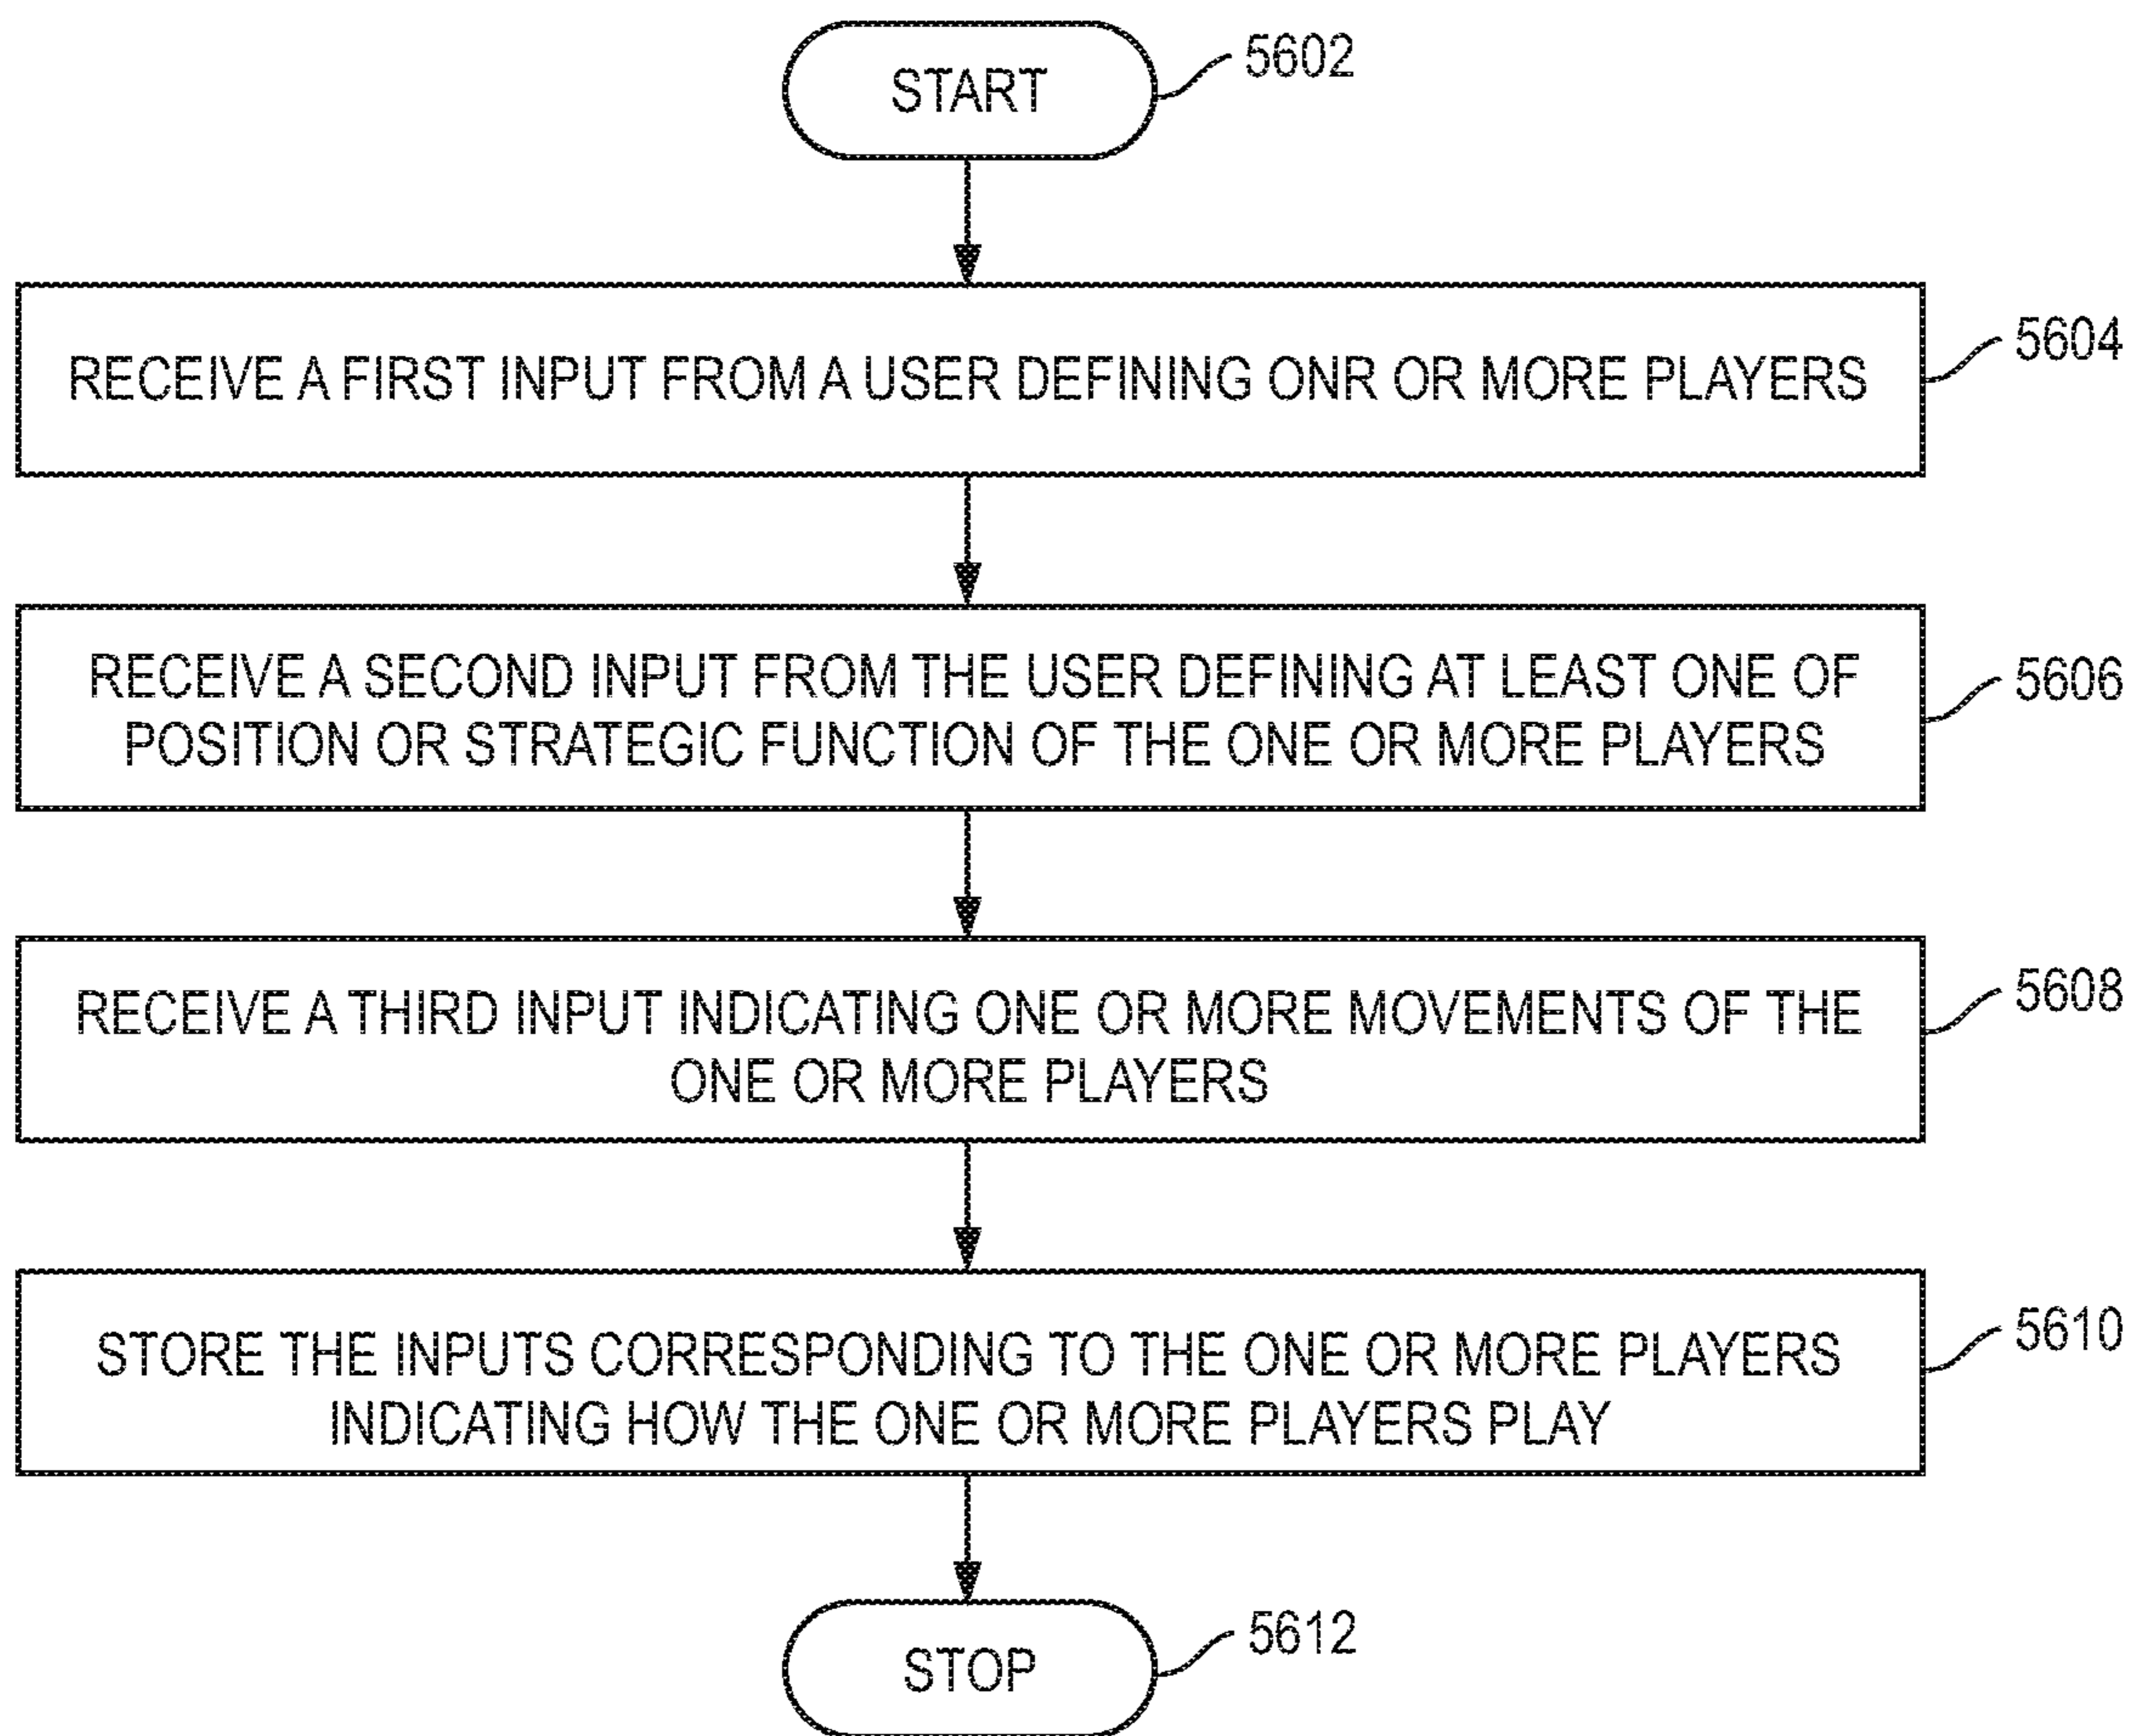 START
5602
RECEIVE A FIRST INPUT FROM A USER DEFINING ONR OR MORE PLAYERS
5604
RECEIVE A SECOND INPUT FROM THE USER DEFINING AT LEAST ONE OF
POSITION OR STRATEGIC FUNCTION OF THE ONE OR MORE PLAYERS
5606
RECEIVE A THIRD INPUT INDICATING ONE OR MORE MOVEMENTS OF THE
ONE OR MORE PLAYERS
5608
STORE THE INPUTS CORRESPONDING TO THE ONE OR MORE PLAYERS
INDICATING HOW THE ONE OR MORE PLAYERS PLAY
5610
STOP
5612